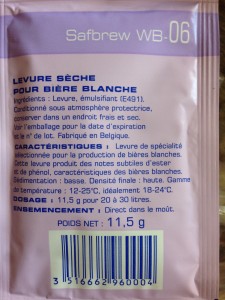 Safbrew WB-06
LEVURE SÈCHE
POUR BIÈRE BLANCHE
Ingrédients : Levure, émulsifiant (E491).
Conditionné sous atmosphère protectrice,
conserver dans un endroit frais et sec.
Voir l'emballage pour la date d'expiration
et le n° de lot. Fabriqué en Belgique.
CARACTÉRISTIQUES : Levure de spécialité
sélectionnée pour la production de bières blanches.
Cette levure produit des notes subtiles d'ester
et de phénol, caractéristiques des bières blanches.
Sédimentation : basse. Densité finale : haute. Gamme
de température : 12-25°C, idéalement 18-24°C.
DOSAGE : 11,5 g pour 20 à 30 litres.
ENSEMENCEMENT : Direct dans le moût.
POIDS NET : 11,5 g
3 516662 960004